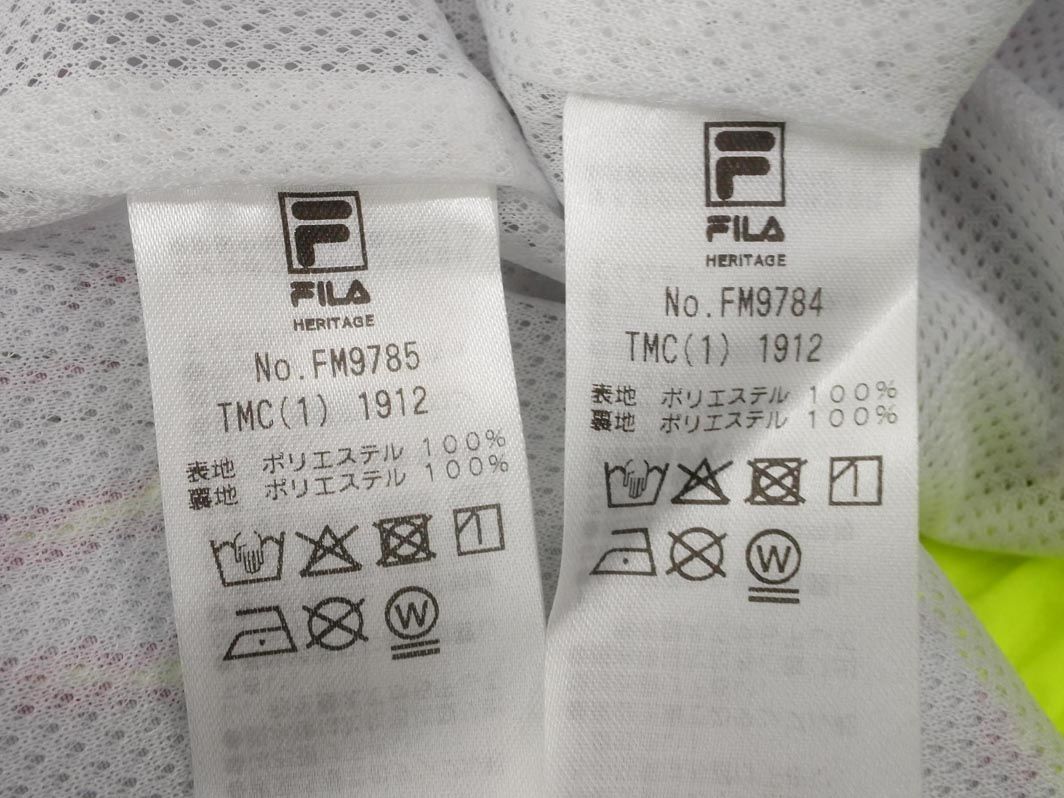 FILA
HERITAGE
No.FM9785
TMC(1) 1912
表地 ポリエステル 100%
裏地 ポリエステル 100%
W
FILA
HERITAGE
No.FM9784
TMC(1) 1912
表地 ポリエステル 100%
裏地 ポリエステル 100%
W